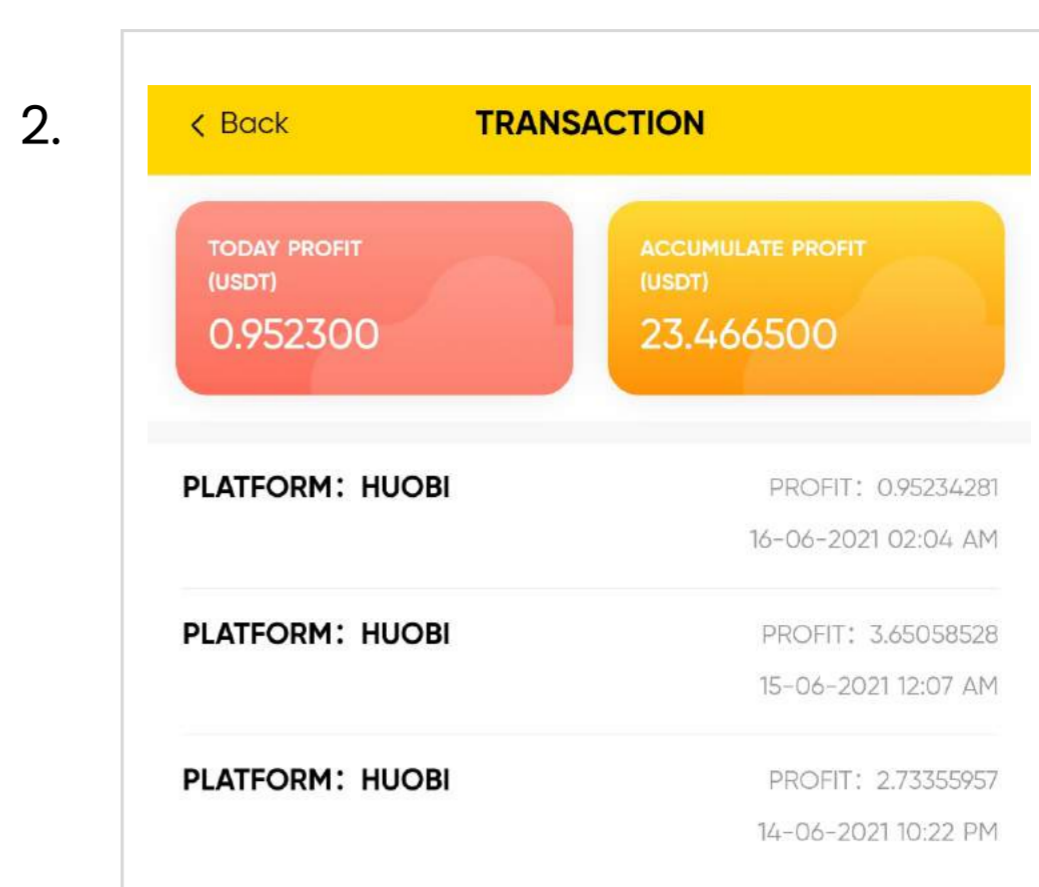 2.
< Back TRANSACTION
TODAY PROFIT
(USDT)
0.952300
ACCUMULATE PROFIT
(USDT)
23.466500
PLATFORM: HUOBI PROFIT: 0.95234281
16-06-2021 02:04 AM
PLATFORM: HUOBI PROFIT: 3.65058528
15-06-2021 12:07 AM
PLATFORM: HUOBI PROFIT: 2.73355957
14-06-2021 10:22 PM